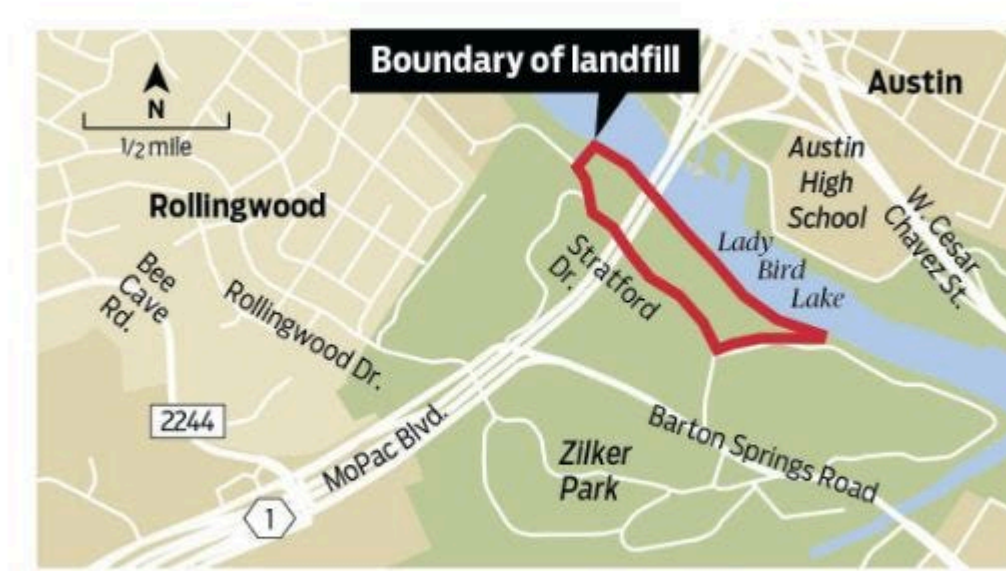 Boundary of landfill
Austin
N
1/2 mile
Austin
High
School
Rollingwood
W. Cesar
Chavez St.
Lady
Bird
Lake
Stratford
Dr.
Bee
Cave
Rd.
Rollingwood Dr.
2244
MoPac Blvd.
Barton Springs Road
Zilker
Park
1